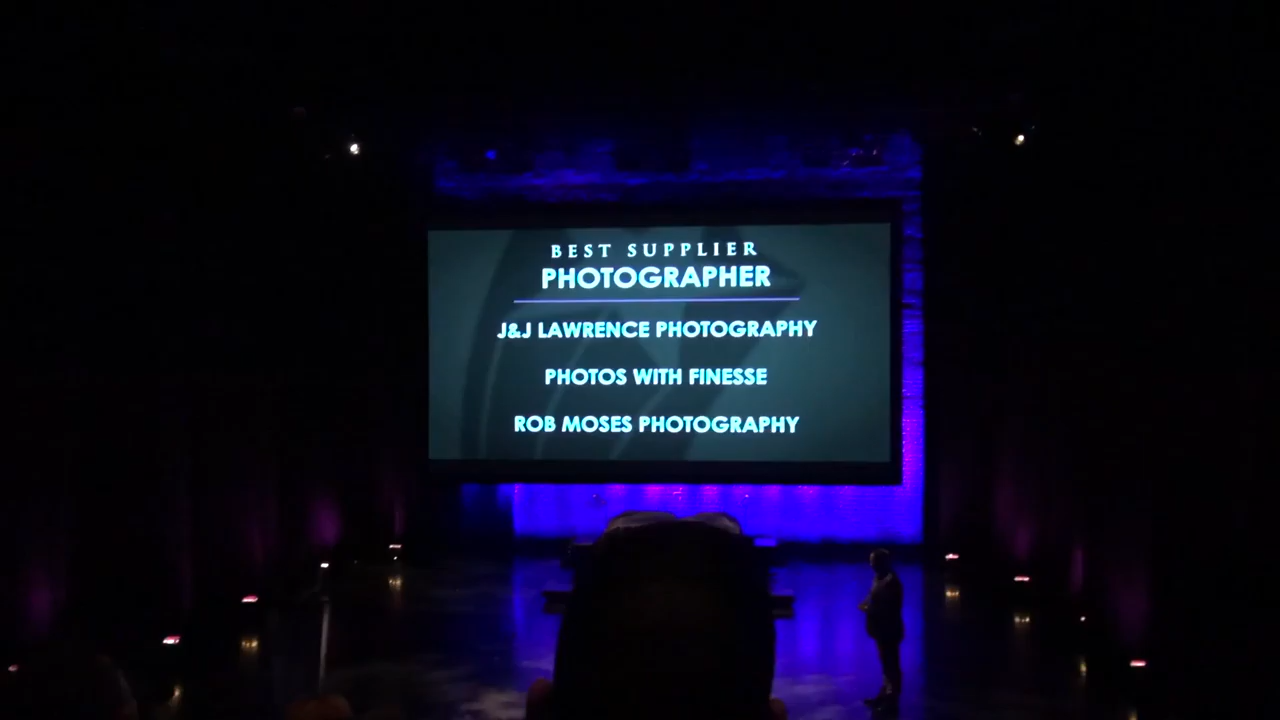 BEST SUPPLIER
PHOTOGRAPHER
J&J LAWRENCE PHOTOGRAPHY
PHOTOS WITH FINESSE
ROB MOSES PHOTOGRAPHY